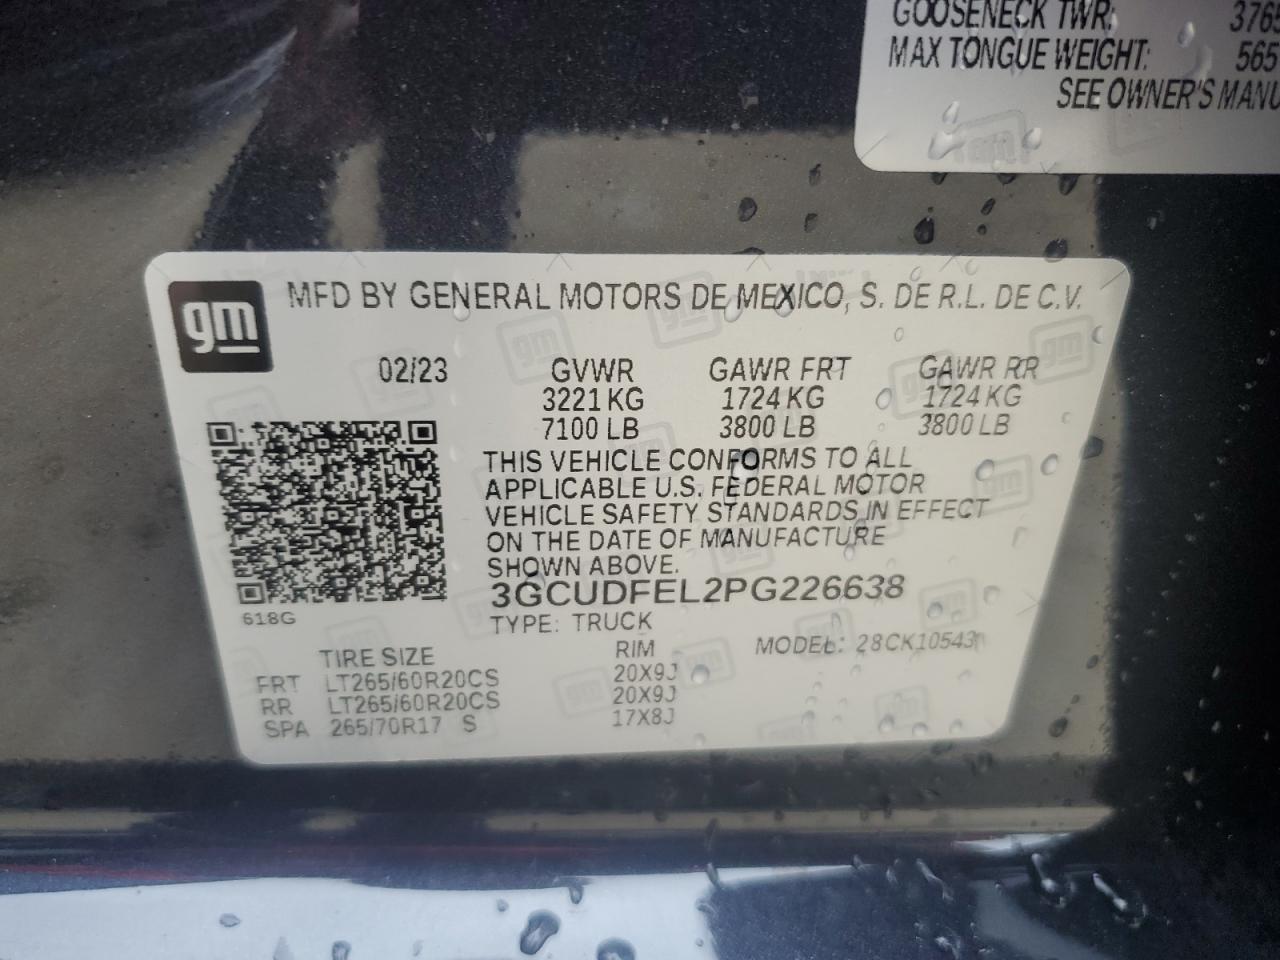 GOOSENECK TWR:
MAX TONGUE WEIGHT:
SEE OWNER'S
gm
MFD BY GENERAL MOTORS DE MEXICO, S. DE R.L. DE C.V.
02/23 GVWR GAWR FRT GAWR RR
3221 KG 1724 KG 1724 KG
7100 LB 3800 LB 3800 LB
THIS VEHICLE CONFORMS TO ALL
APPLICABLE U.S. FEDERAL MOTOR
VEHICLE SAFETY STANDARDS IN EFFECT
ON THE DATE OF MANUFACTURE
SHOWN ABOVE.
3GCUDFEL2PG226638
618G
TYPE: TRUCK
MODEL: 28CK10543
TIRE SIZE RIM
FRT LT265/60R20CS 20X9J
RR LT265/60R20CS 20X9J
SPA 265/70R17 S 17X8J